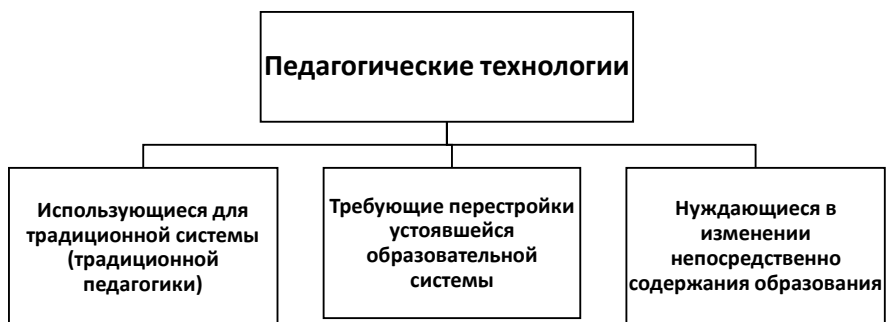 Педагогические технологии
Использующиеся для
традиционной системы
(традиционной
педагогики)
Требующие перестройки
устоявшейся
образовательной
системы
Нуждающиеся в
изменении
непосредственно
содержания образования